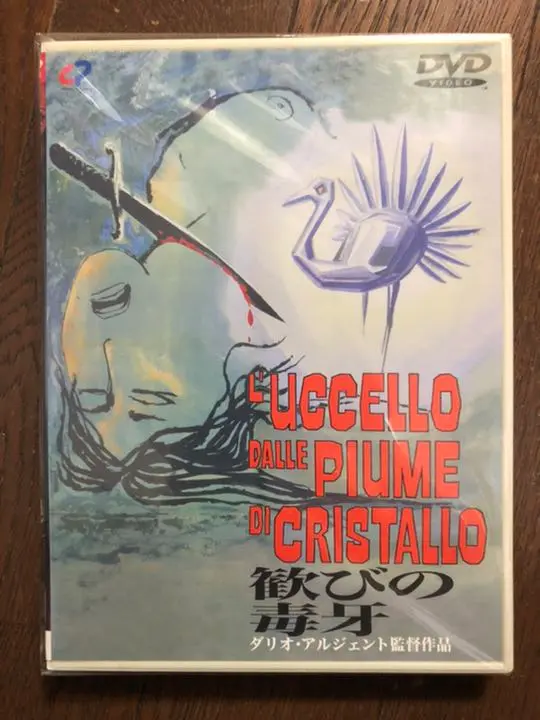 DVD
VIDEO
L'UCCELLO
DALLE PIUME
DI CRISTALLO
歓びの
毒牙
ダリオ・アルジェント監督作品